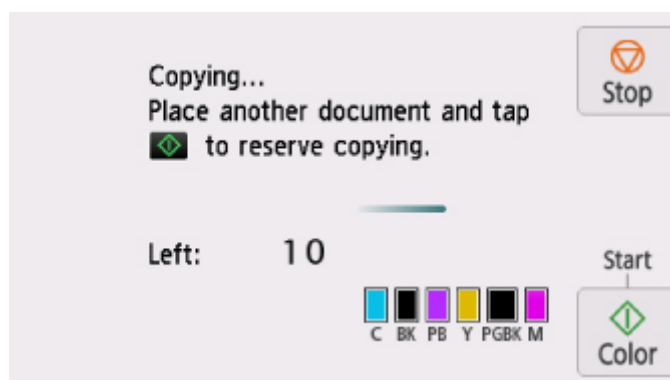 Copying...
Stop
Place another document and tap
to reserve copying.
Left: 10
Start
C BK PB Y PGBK M
Color